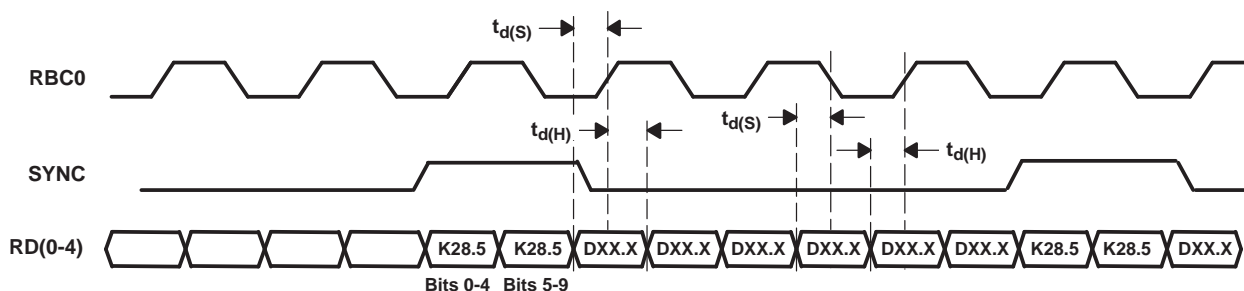 td(S)
RBC0
td(H)
td(S)
td(H)
SYNC
RD(0-4)
K28.5 K28.5 DXX.X DXX.X DXX.X DXX.X DXX.X DXX.X K28.5 K28.5 DXX.X
Bits 0-4 Bits 5-9